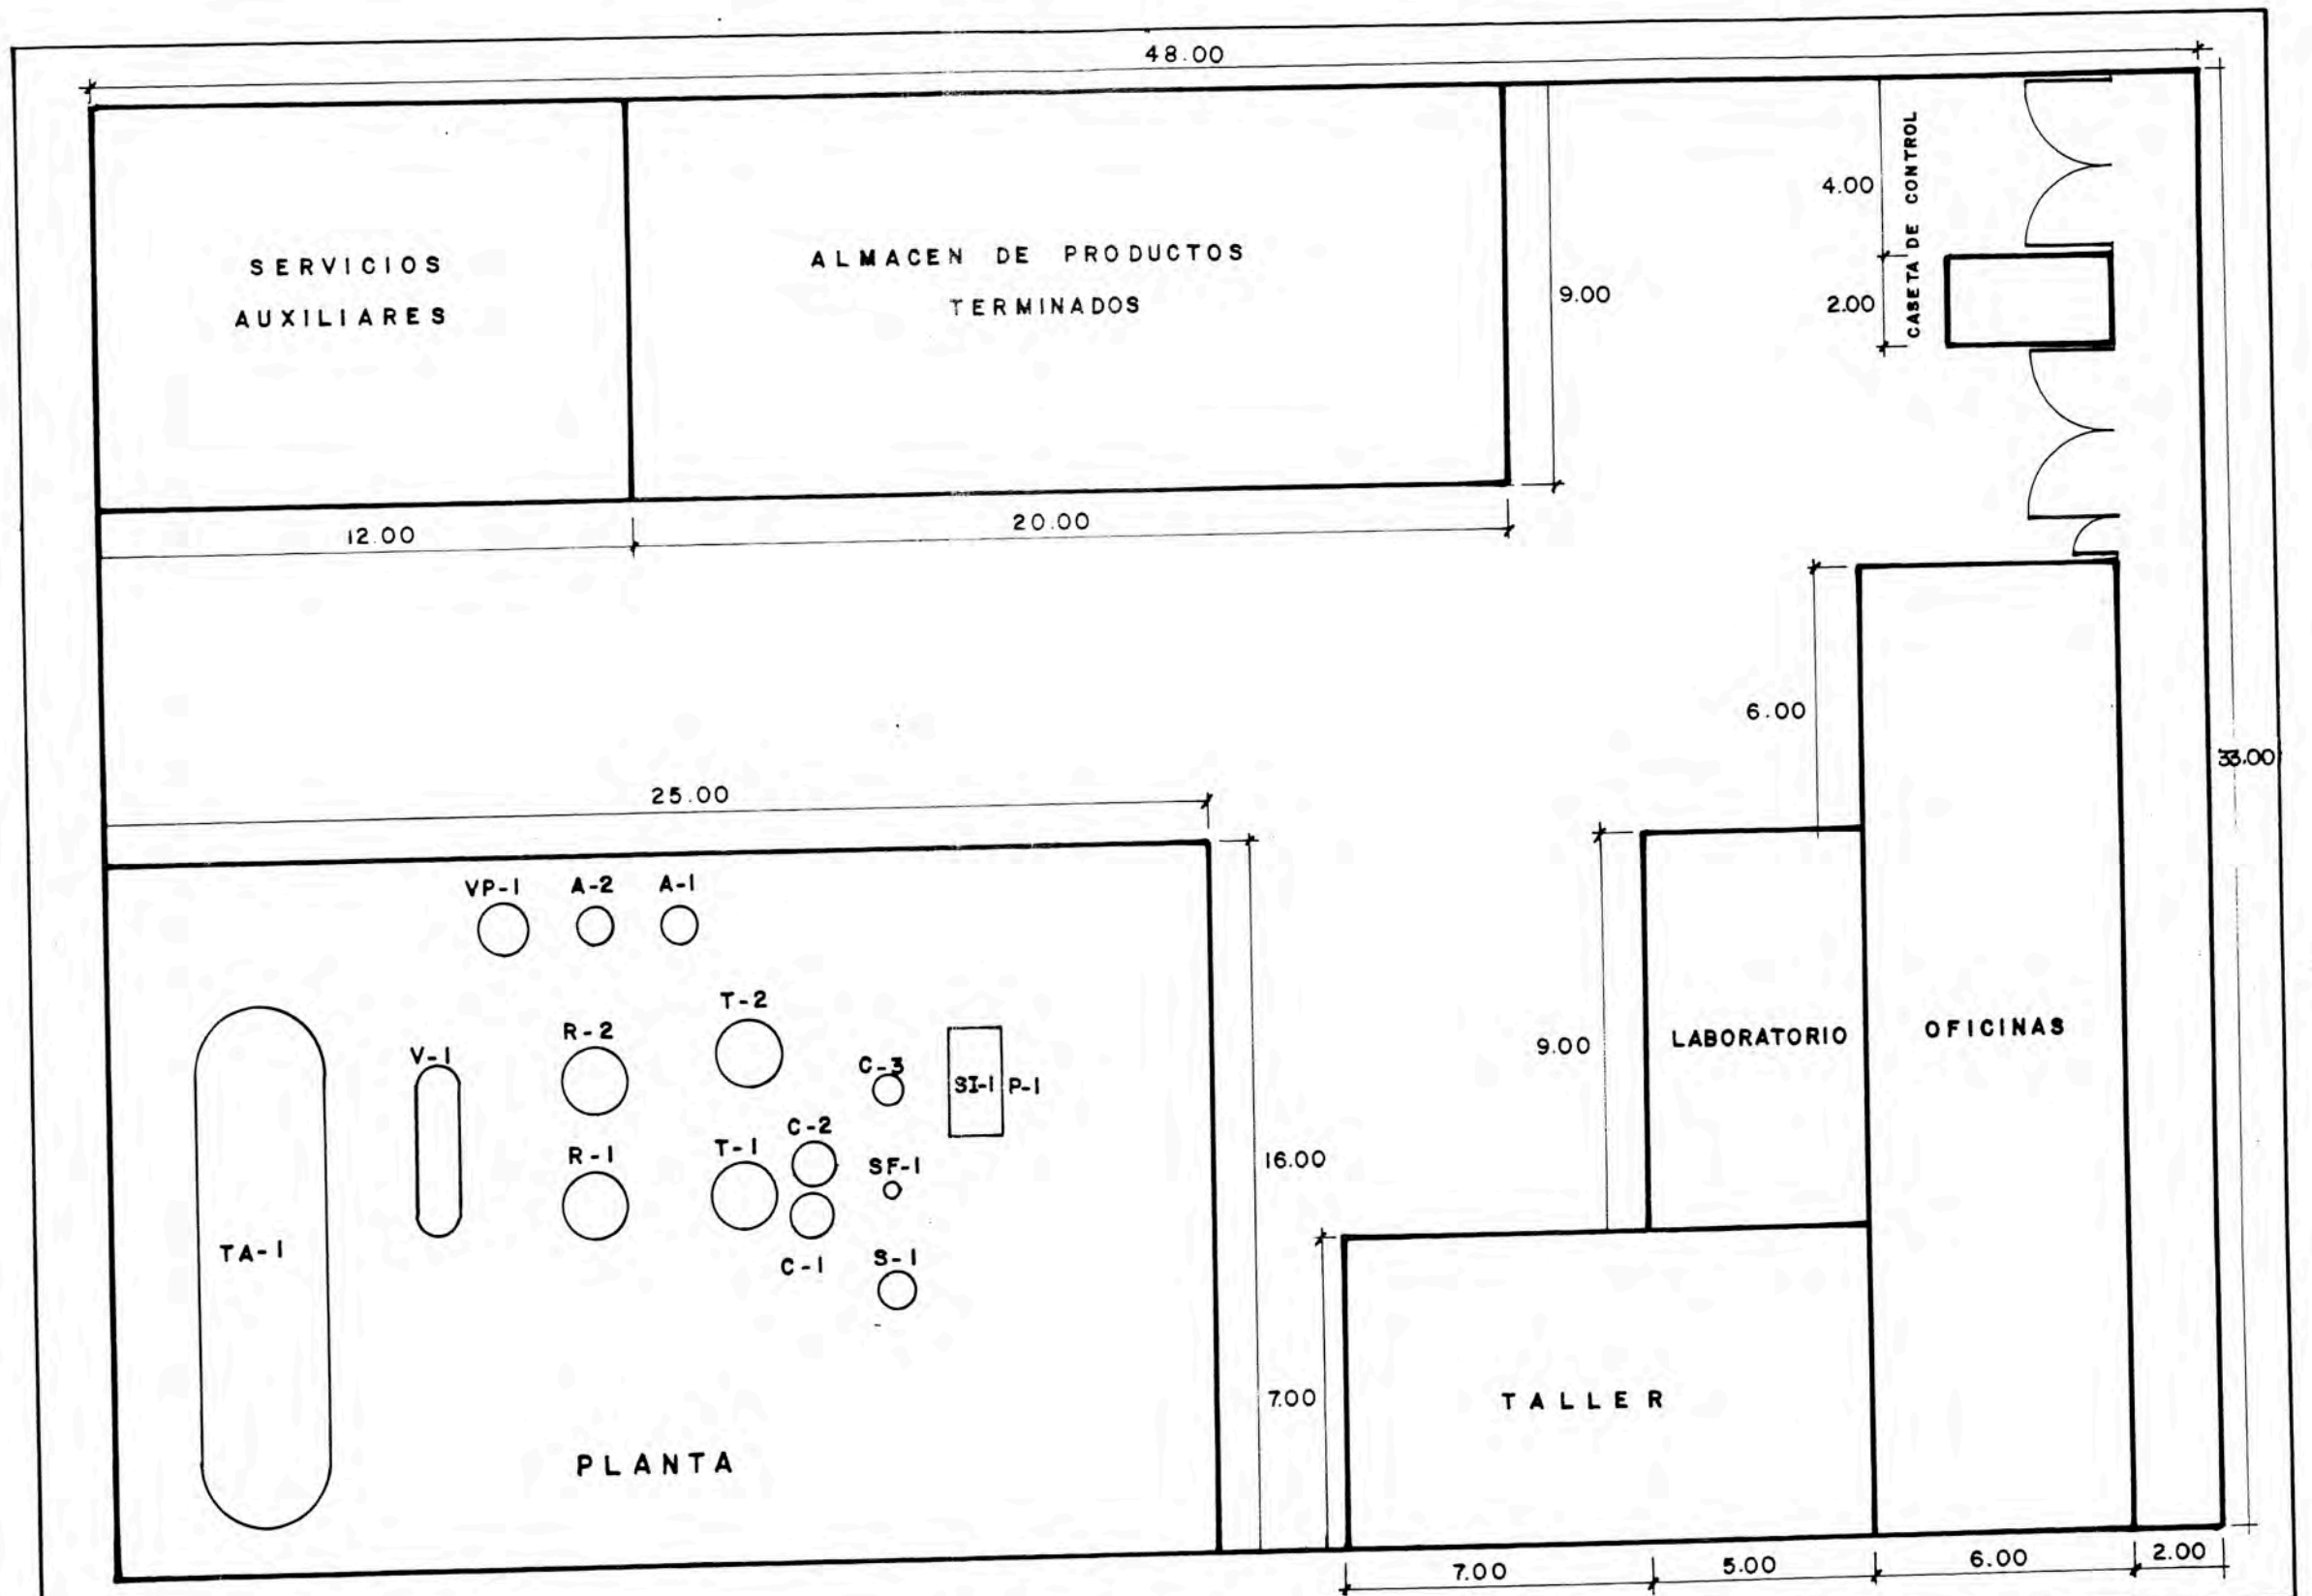 48.00
SERVICIOS
AUXILIARES
ALMACEN DE PRODUCTOS
TERMINADOS
9.00
4.00
2.00
CASETA DE CONTROL
12.00
20.00
6.00
33.00
25.00
VP-1
A-2
A-1
T-2
R-2
V-1
C-3
SI-1
P-1
C-2
R-1
T-1
SF-1
C-1
S-1
TA-1
PLANTA
16.00
9.00
LABORATORIO
OFICINAS
7.00
TALLER
7.00
5.00
6.00
2.00